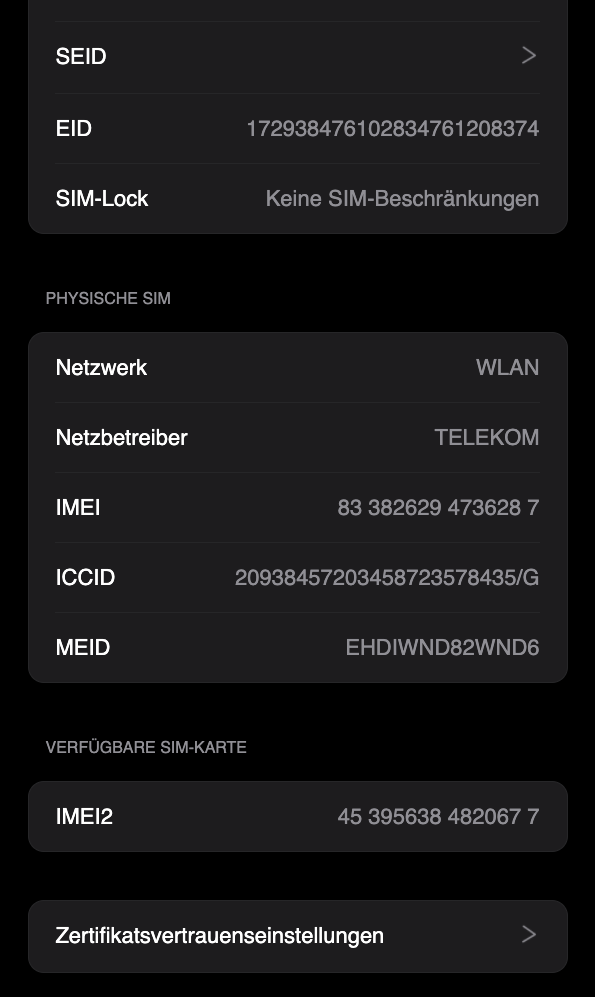 SEID
EID 172938476102834761208374
SIM-Lock Keine SIM-Beschränkungen
PHYSISCHE SIM
Netzwerk WLAN
Netzbetreiber TELEKOM
IMEI 83 382629 473628 7
ICCID 20938457203458723578435/G
MEID EHDIWND82WND6
VERFÜGBARE SIM-KARTE
IMEI2 45 395638 482067 7
Zertifikatsvertrauenseinstellungen